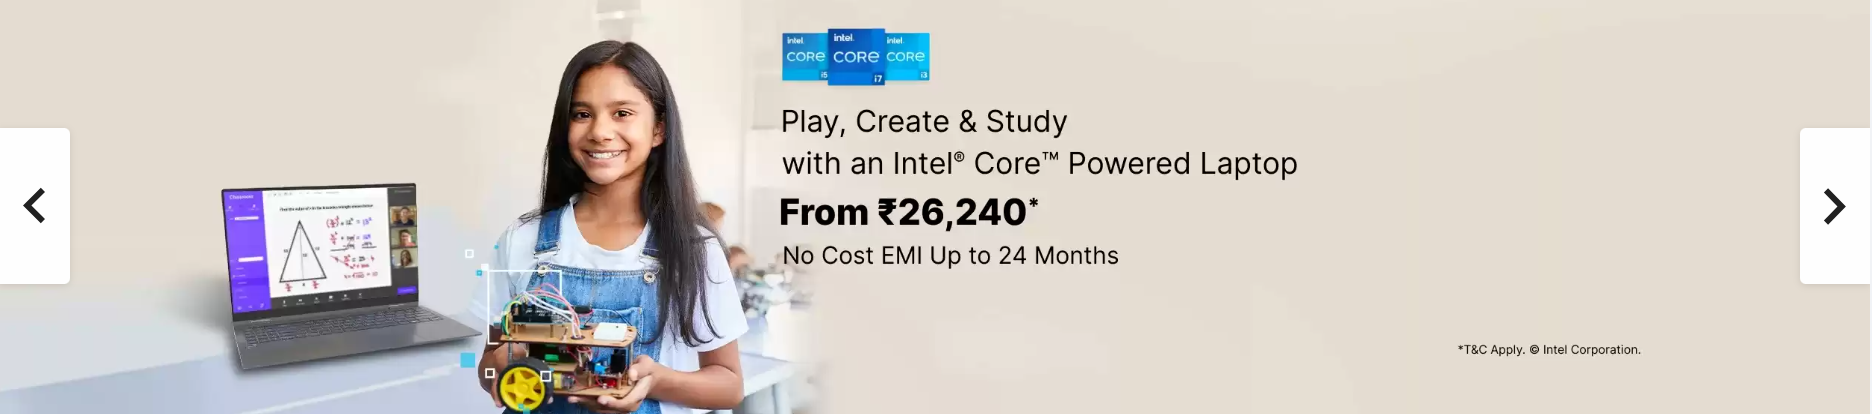 intel.
CORE
i5
intel.
CORE
i7
intel.
CORE
i3
Play, Create & Study
with an Intel® Core™ Powered Laptop
From ₹26,240*
No Cost EMI Up to 24 Months
*T&C Apply. © Intel Corporation.